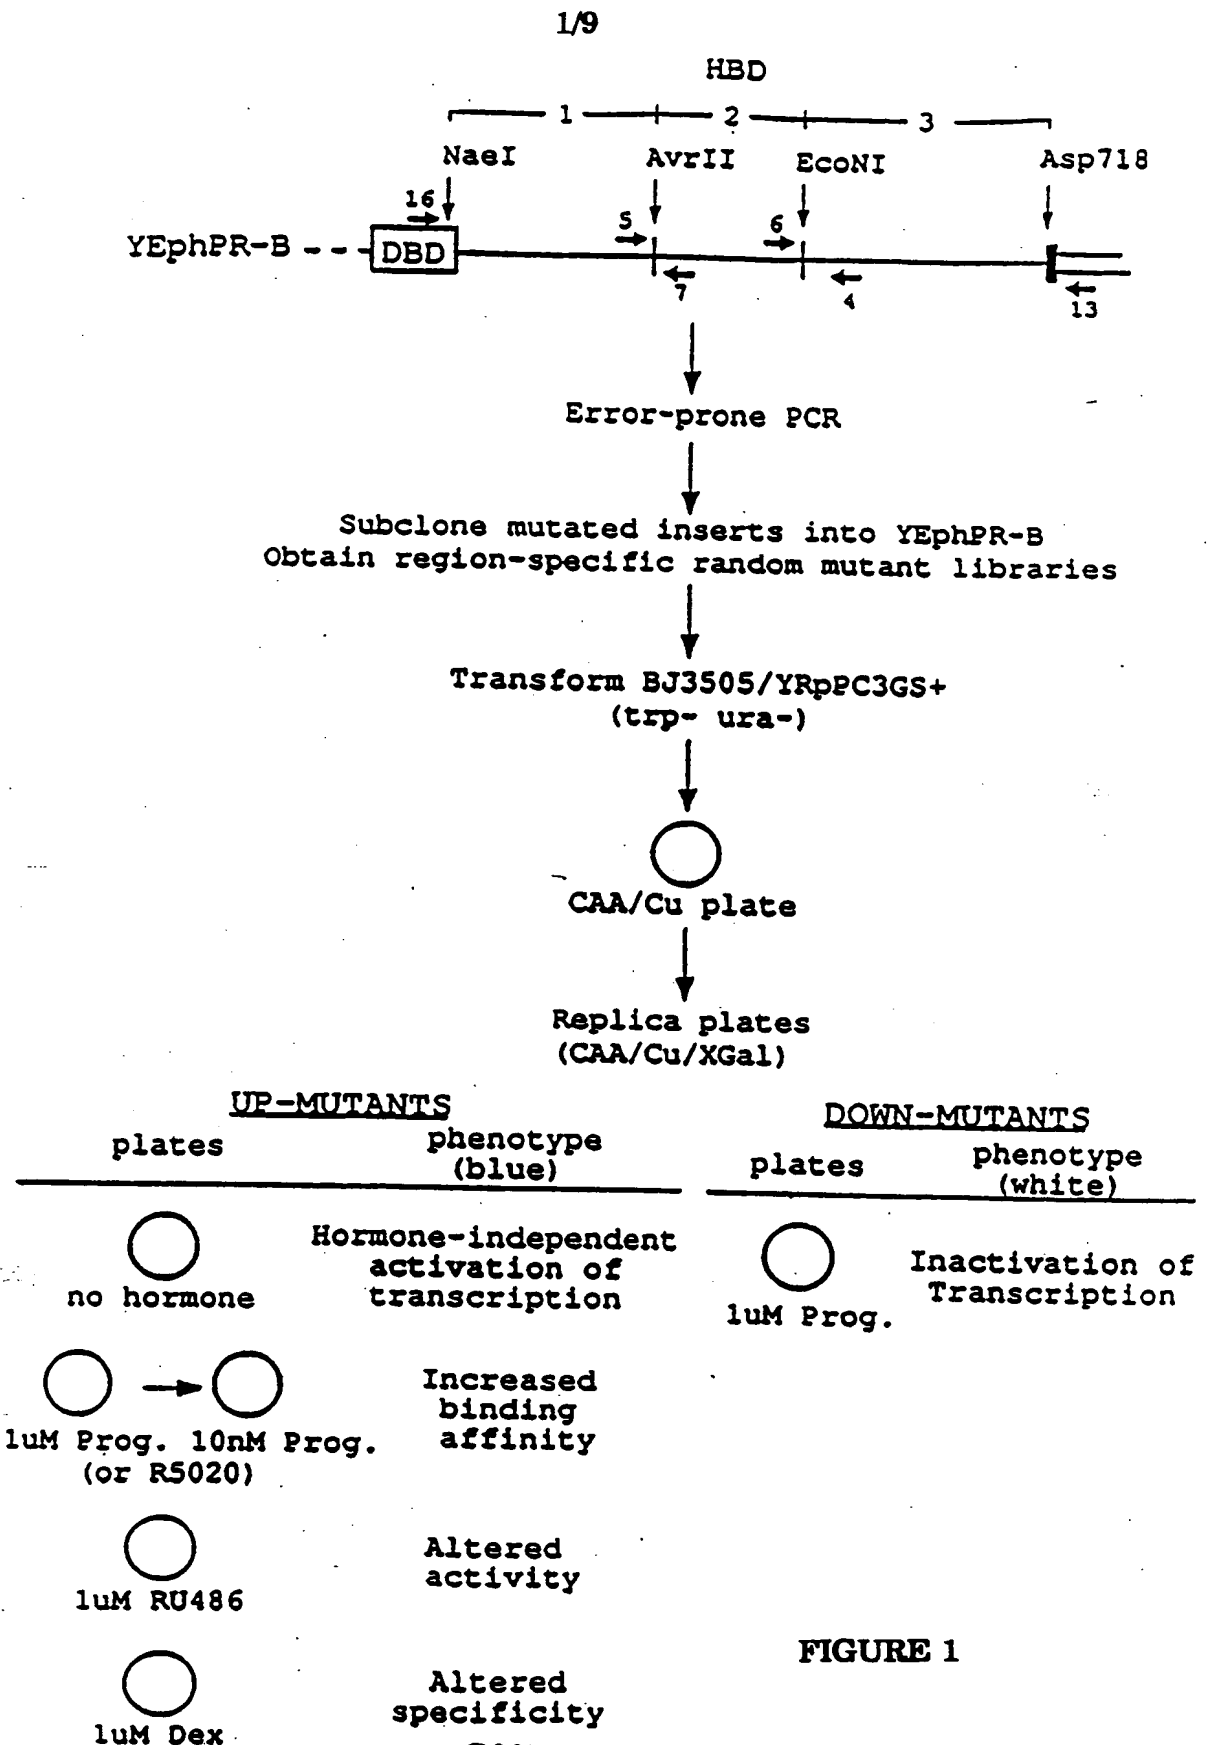 1/9
HBD
1 2 3
NaeI AvrII EcoNI Asp718
16 5 6
YEphPR-B DBD
7 4 13
Error-prone PCR
Subclone mutated inserts into YEphPR-B
Obtain region-specific random mutant libraries
Transform BJ3505/YRpPC3GS+
(trp- ura-)
CAA/Cu plate
Replica plates
(CAA/Cu/XGal)
UP-MUTANTS
plates phenotype
(blue)
no hormone
Hormone-independent
activation of
transcription
1uM Prog. 10nM Prog.
(or R5020)
Increased
binding
affinity
1uM RU486
Altered
activity
1uM Dex
Altered
specificity
DOWN-MUTANTS
plates phenotype
(white)
1uM Prog.
Inactivation of
Transcription
FIGURE 1